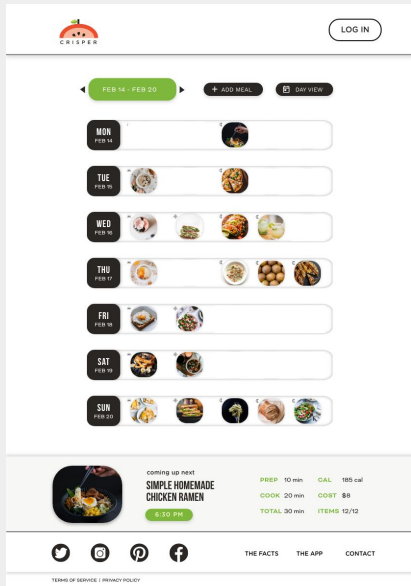 CRISPER
LOG IN
FEB 14 - FEB 20
+ ADD MEAL
DAY VIEW
MON
FEB 14
TUE
FEB 15
WED
FEB 16
THU
FEB 17
FRI
FEB 18
SAT
FEB 19
SUN
FEB 20
coming up next
SIMPLE HOMEMADE
CHICKEN RAMEN
6:30 PM
PREP 10 min CAL 185 cal
COOK 20 min COST $8
TOTAL 30 min ITEMS 12/12
THE FACTS THE APP CONTACT
TERMS OF SERVICE | PRIVACY POLICY